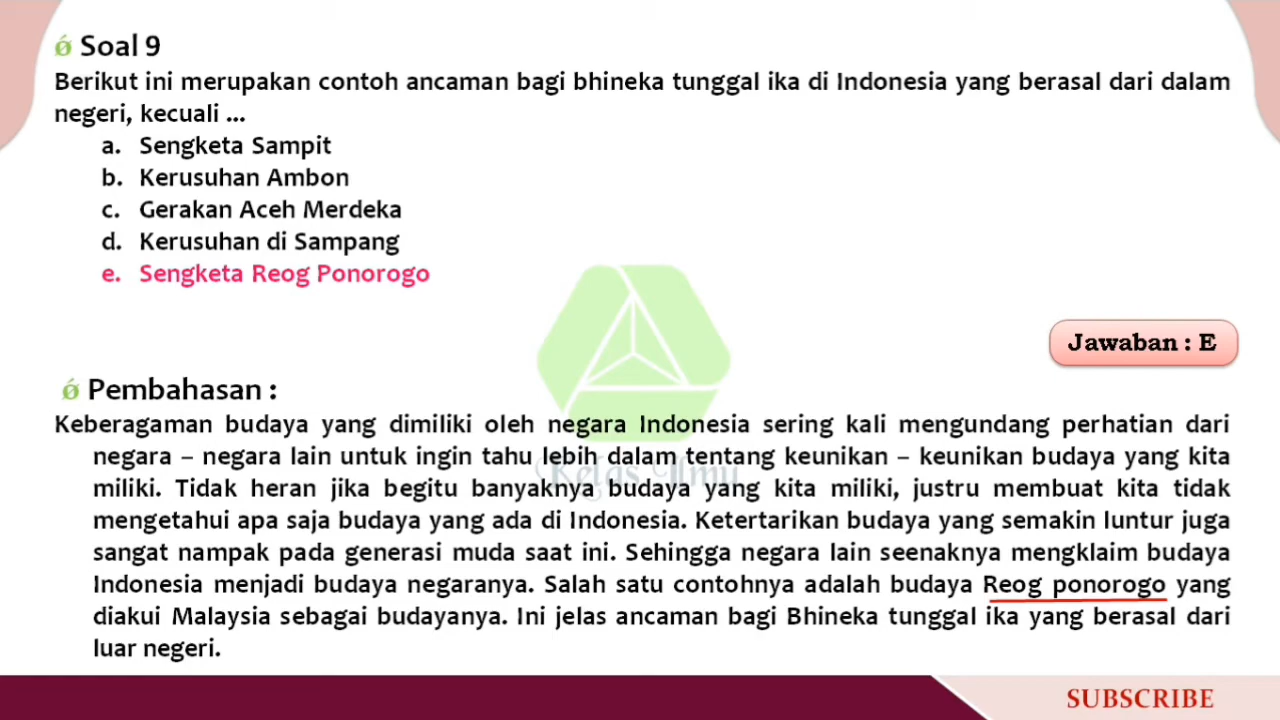 Soal 9
Berikut ini merupakan contoh ancaman bagi bhineka tunggal ika di Indonesia yang berasal dari dalam
negeri, kecuali ...
a. Sengketa Sampit
b. Kerusuhan Ambon
c. Gerakan Aceh Merdeka
d. Kerusuhan di Sampang
e. Sengketa Reog Ponorogo
Jawaban : E
Pembahasan :
Keberagaman budaya yang dimiliki oleh negara Indonesia sering kali mengundang perhatian dari
negara – negara lain untuk ingin tahu lebih dalam tentang keunikan – keunikan budaya yang kita
Kelas Ilmu
miliki. Tidak heran jika begitu banyaknya budaya yang kita miliki, justru membuat kita tidak
mengetahui apa saja budaya yang ada di Indonesia. Ketertarikan budaya yang semakin luntur juga
sangat nampak pada generasi muda saat ini. Sehingga negara lain seenaknya mengklaim budaya
Indonesia menjadi budaya negaranya. Salah satu contohnya adalah budaya Reog ponorogo yang
diakui Malaysia sebagai budayanya. Ini jelas ancaman bagi Bhineka tunggal ika yang berasal dari
luar negeri.
SUBSCRIBE